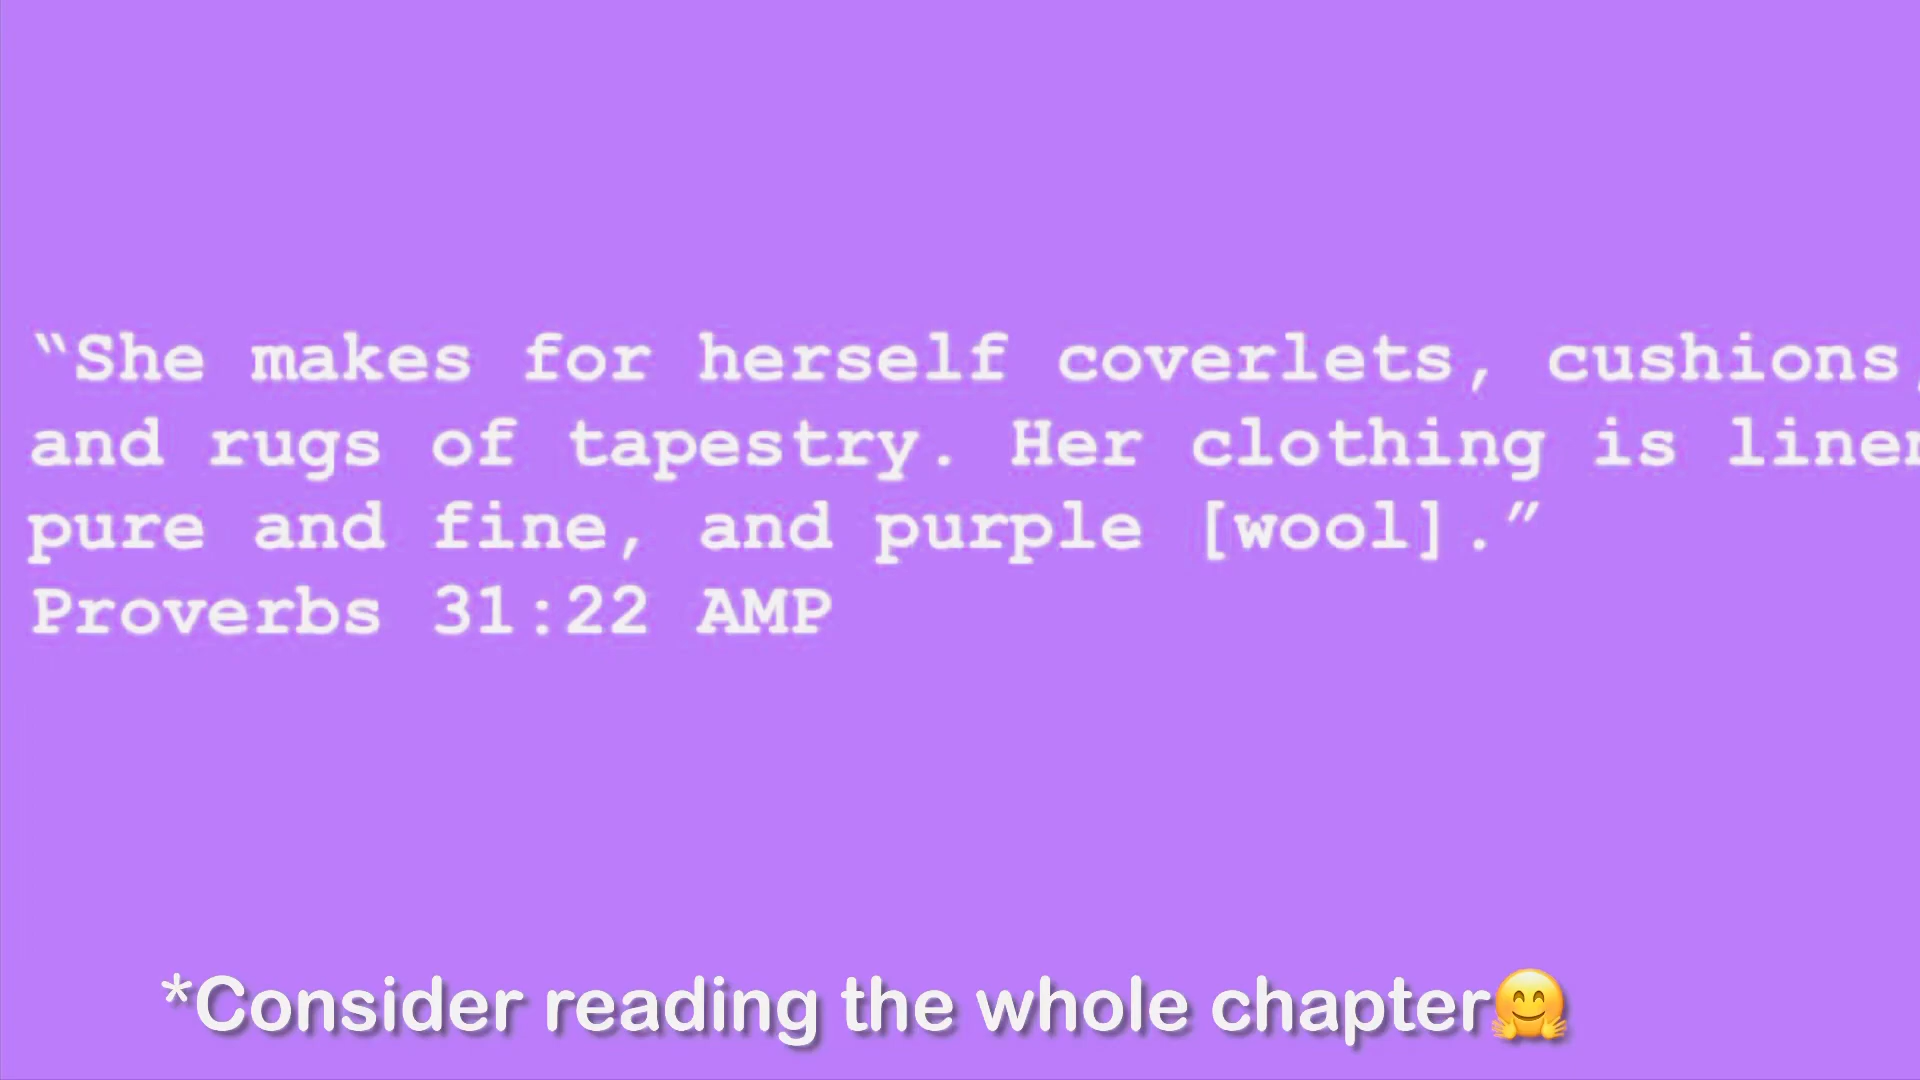 “She makes for herself coverlets, cushions,
and rugs of tapestry. Her clothing is linen
pure and fine, and purple [wool].”
Proverbs 31:22 AMP
*Consider reading the whole chapter🤗